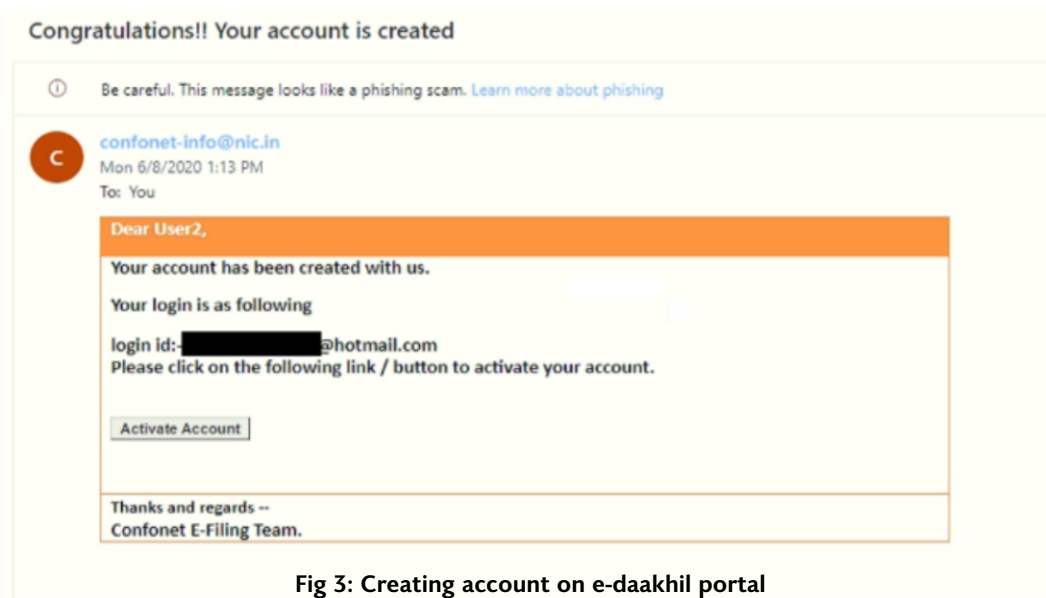 Congratulations!! Your account is created
Be careful. This message looks like a phishing scam. Learn more about phishing
C
confonet-info@nic.in
Mon 6/8/2020 1:13 PM
To: You
Dear User2,
Your account has been created with us.
Your login is as following
login id:- @hotmail.com
Please click on the following link / button to activate your account.
Activate Account
Thanks and regards --
Confonet E-Filing Team.
Fig 3: Creating account on e-daakhil portal